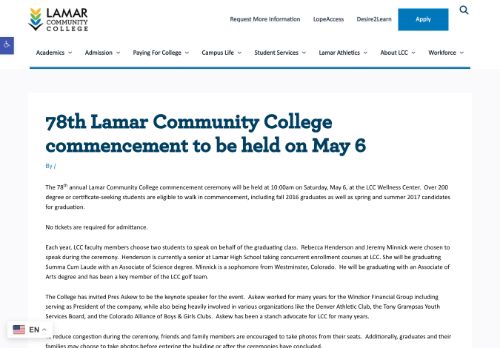 LAMAR
COMMUNITY
COLLEGE
Request More Information LopeAccess Desire2Learn Apply
Academics Admission Paying For College Campus Life Student Services Lamar Athletics About LCC Workforce
78th Lamar Community College
commencement to be held on May 6
By /
The 78th annual Lamar Community College commencement ceremony will be held at 10:00am on Saturday, May 6, at the LCC Wellness Center. Over 200
degree or certificate-seeking students are eligible to walk in commencement, including fall 2016 graduates as well as spring and summer 2017 candidates
for graduation.
No tickets are required for admittance.
Each year, LCC faculty members choose two students to speak on behalf of the graduating class. Rebecca Henderson and Jeremy Minnick were chosen to
speak during the ceremony. Henderson is currently a senior at Lamar High School taking concurrent enrollment courses at LCC. She will be graduating
Summa Cum Laude with an Associate of Science degree. Minnick is a sophomore from Westminster, Colorado. He will be graduating with an Associate of
Arts degree and has been a key member of the LCC golf team.
The College has invited Pres Askew to be the keynote speaker for the event. Askew worked for many years for the Windsor Financial Group including
serving as President of the company, while also being heavily involved in various organizations like the Denver Athletic Club, the Tony Grampsas Youth
Services Board, and the Colorado Alliance of Boys & Girls Clubs. Askew has been a staunch advocate for LCC for many years.
EN
reduce congestion during the ceremony, friends and family members are encouraged to take photos from their seats. Additionally, graduates and their
families may choose to take photos before entering the building or after the ceremonies have concluded.